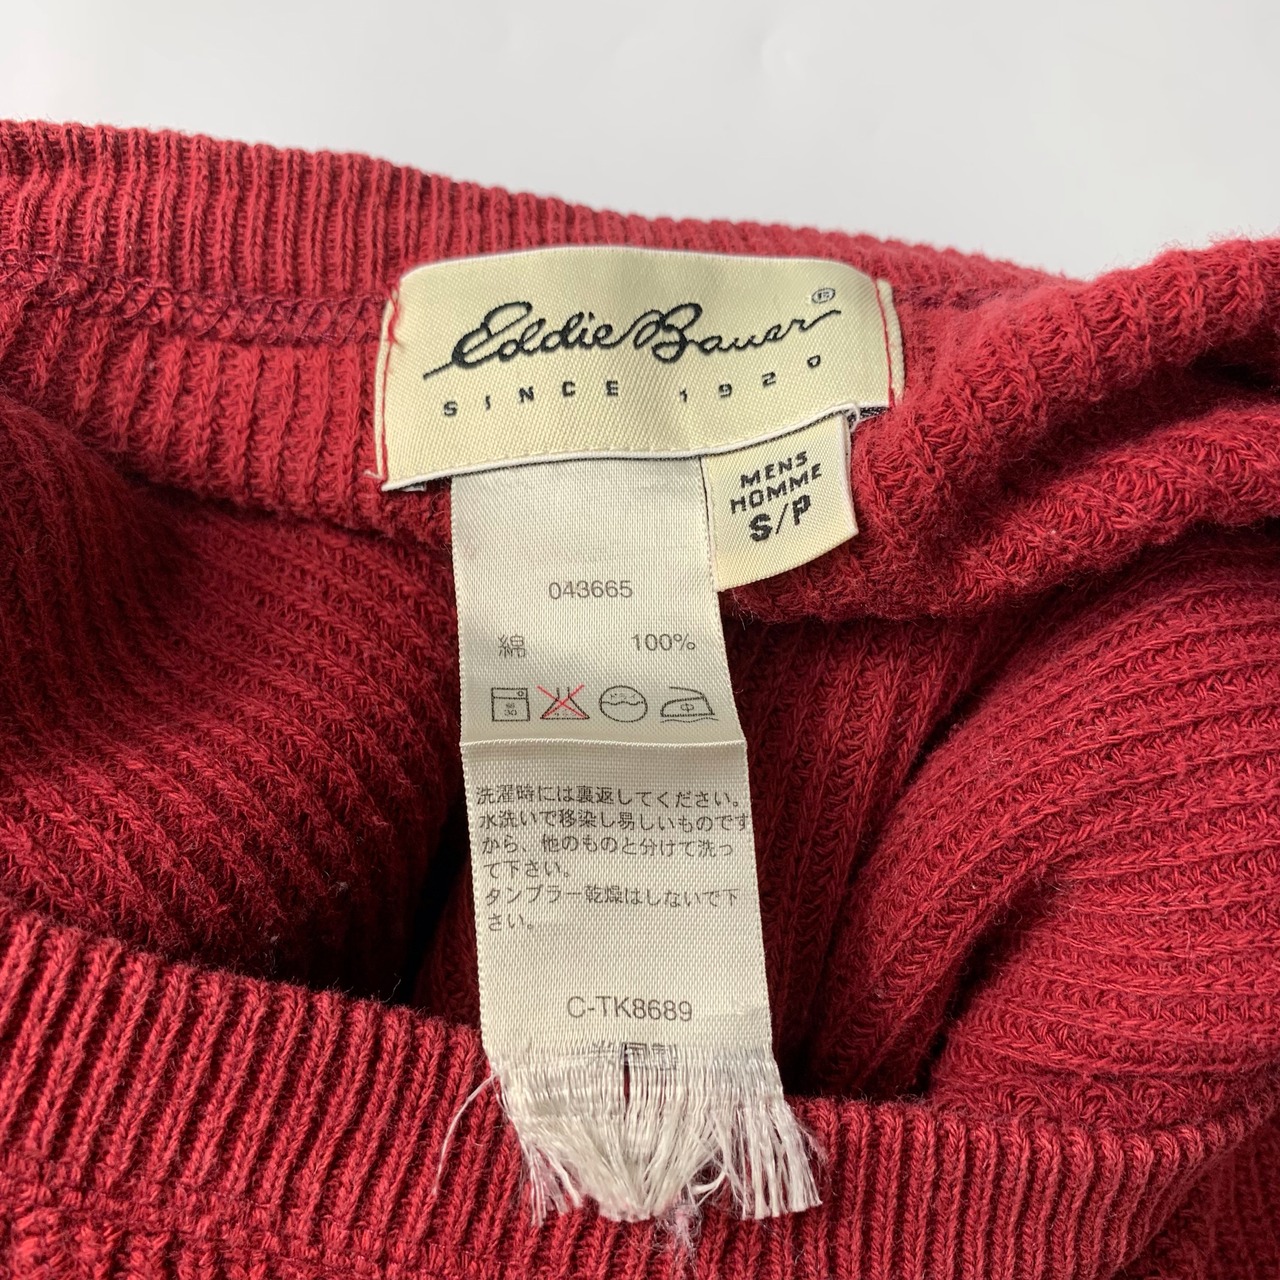 Eddie Bauer®
SINCE 1920
MENS
HOMME
S/P
043665
綿 100%
弱
30
中
洗濯時には裏返してください。
水洗いで移染し易しいものです
から、他のものと分けて洗っ
て下さい。
タンブラー乾燥はしないで下
さい。
C-TK8689